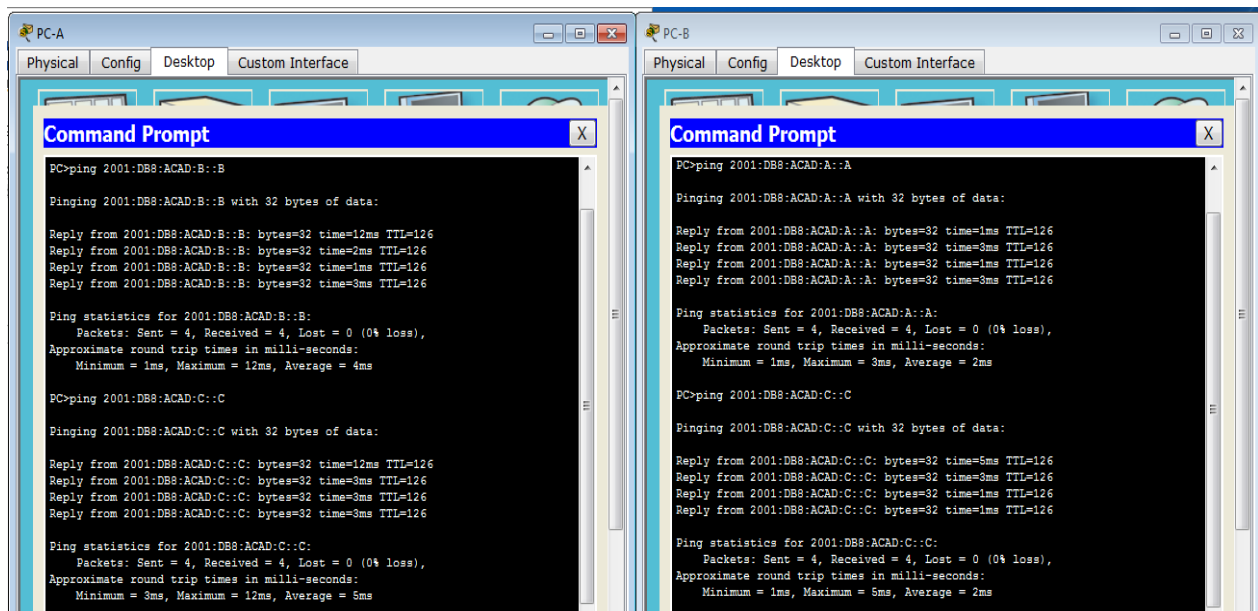 PC-A
Physical Config Desktop Custom Interface
Command Prompt
X
PC>ping 2001:DB8:ACAD:B::B
Pinging 2001:DB8:ACAD:B::B with 32 bytes of data:
Reply from 2001:DB8:ACAD:B::B: bytes=32 time=12ms TTL=126
Reply from 2001:DB8:ACAD:B::B: bytes=32 time=2ms TTL=126
Reply from 2001:DB8:ACAD:B::B: bytes=32 time=1ms TTL=126
Reply from 2001:DB8:ACAD:B::B: bytes=32 time=3ms TTL=126
Ping statistics for 2001:DB8:ACAD:B::B:
Packets: Sent = 4, Received = 4, Lost = 0 (0% loss),
Approximate round trip times in milli-seconds:
Minimum = 1ms, Maximum = 12ms, Average = 4ms
PC>ping 2001:DB8:ACAD:C::C
Pinging 2001:DB8:ACAD:C::C with 32 bytes of data:
Reply from 2001:DB8:ACAD:C::C: bytes=32 time=12ms TTL=126
Reply from 2001:DB8:ACAD:C::C: bytes=32 time=3ms TTL=126
Reply from 2001:DB8:ACAD:C::C: bytes=32 time=3ms TTL=126
Reply from 2001:DB8:ACAD:C::C: bytes=32 time=3ms TTL=126
Ping statistics for 2001:DB8:ACAD:C::C:
Packets: Sent = 4, Received = 4, Lost = 0 (0% loss),
Approximate round trip times in milli-seconds:
Minimum = 3ms, Maximum = 12ms, Average = 5ms
PC-B
Physical Config Desktop Custom Interface
Command Prompt
X
PC>ping 2001:DB8:ACAD:A::A
Pinging 2001:DB8:ACAD:A::A with 32 bytes of data:
Reply from 2001:DB8:ACAD:A::A: bytes=32 time=1ms TTL=126
Reply from 2001:DB8:ACAD:A::A: bytes=32 time=3ms TTL=126
Reply from 2001:DB8:ACAD:A::A: bytes=32 time=1ms TTL=126
Reply from 2001:DB8:ACAD:A::A: bytes=32 time=3ms TTL=126
Ping statistics for 2001:DB8:ACAD:A::A:
Packets: Sent = 4, Received = 4, Lost = 0 (0% loss),
Approximate round trip times in milli-seconds:
Minimum = 1ms, Maximum = 3ms, Average = 2ms
PC>ping 2001:DB8:ACAD:C::C
Pinging 2001:DB8:ACAD:C::C with 32 bytes of data:
Reply from 2001:DB8:ACAD:C::C: bytes=32 time=5ms TTL=126
Reply from 2001:DB8:ACAD:C::C: bytes=32 time=3ms TTL=126
Reply from 2001:DB8:ACAD:C::C: bytes=32 time=1ms TTL=126
Reply from 2001:DB8:ACAD:C::C: bytes=32 time=1ms TTL=126
Ping statistics for 2001:DB8:ACAD:C::C:
Packets: Sent = 4, Received = 4, Lost = 0 (0% loss),
Approximate round trip times in milli-seconds:
Minimum = 1ms, Maximum = 5ms, Average = 2ms